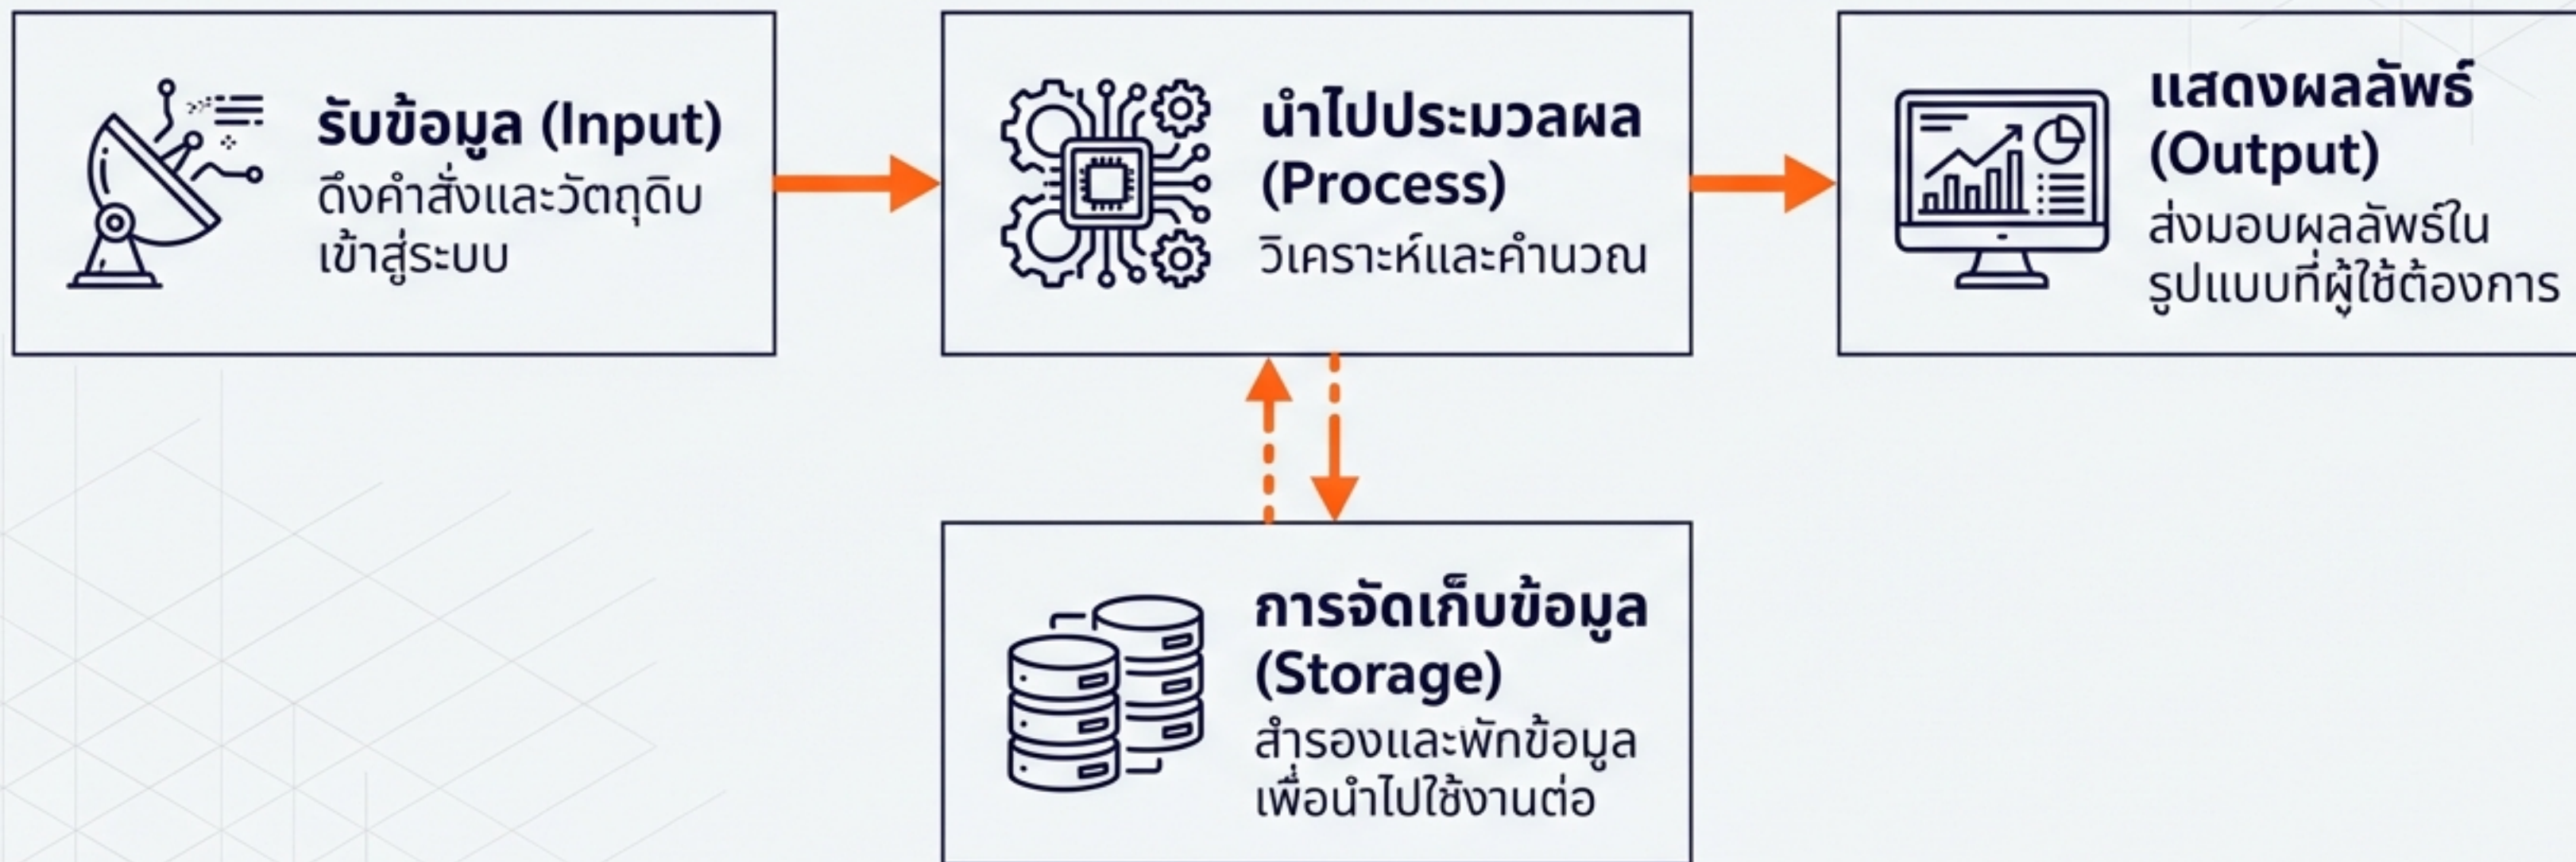 รับข้อมูล (Input)
ดึงคำสั่งและวัตถุดิบ
เข้าสู่ระบบ
นำไปประมวลผล
(Process)
วิเคราะห์และคำนวณ
แสดงผลลัพธ์
(Output)
ส่งมอบผลลัพธ์ใน
รูปแบบที่ผู้ใช้ต้องการ
การจัดเก็บข้อมูล
(Storage)
สำรองและพักข้อมูล
เพื่อนำไปใช้งานต่อ